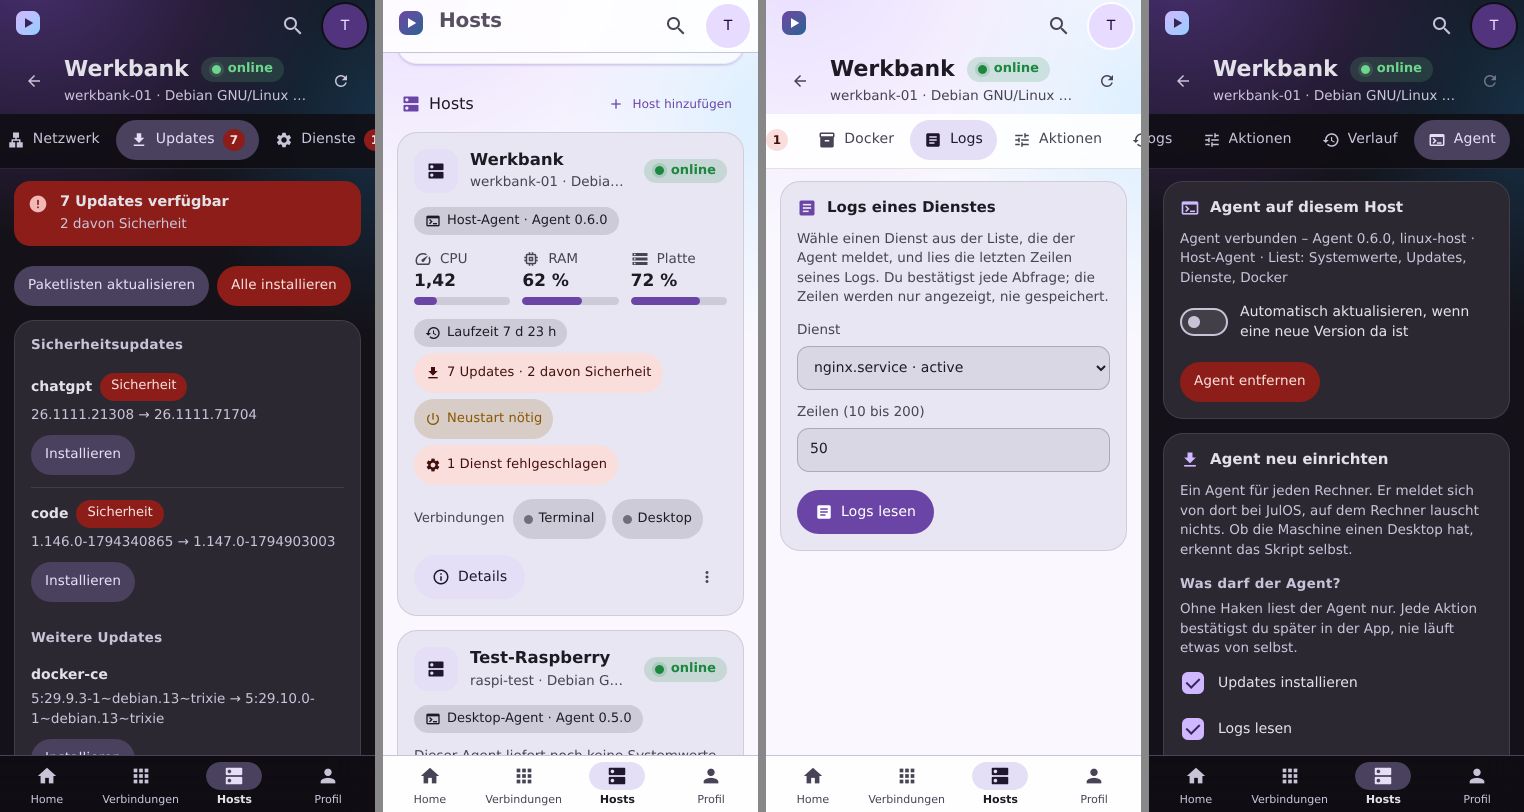 T
Werkbank
online
werkbank-01 · Debian GNU/Linux ...
Netzwerk
Updates
7
Dienste
7 Updates verfügbar
2 davon Sicherheit
Paketlisten aktualisieren
Alle installieren
Sicherheitsupdates
chatgpt
Sicherheit
26.1111.21308 → 26.1111.71704
Installieren
code
Sicherheit
1.146.0-1794340865 → 1.147.0-1794903003
Installieren
Weitere Updates
docker-ce
5:29.9.3-1~debian.13~trixie → 5:29.10.0-
1~debian.13~trixie
Installieren
Home
Verbindungen
Hosts
Profil
Hosts
T
Hosts
Host hinzufügen
Werkbank
online
werkbank-01 · Debia...
Host-Agent · Agent 0.6.0
CPU
RAM
Platte
1,42
62 %
72 %
Laufzeit 7 d 23 h
7 Updates · 2 davon Sicherheit
Neustart nötig
1 Dienst fehlgeschlagen
Verbindungen
Terminal
Desktop
Details
Test-Raspberry
online
raspi-test · Debian G...
Desktop-Agent · Agent 0.5.0
Dieser Agent liefert noch keine Systemwerte
Home
Verbindungen
Hosts
Profil
T
Werkbank
online
werkbank-01 · Debian GNU/Linux ...
1
Docker
Logs
Aktionen
Logs eines Dienstes
Wähle einen Dienst aus der Liste, die der
Agent meldet, und lies die letzten Zeilen
seines Logs. Du bestätigst jede Abfrage; die
Zeilen werden nur angezeigt, nie gespeichert.
Dienst
nginx.service · active
Zeilen (10 bis 200)
50
Logs lesen
Home
Verbindungen
Hosts
Profil
T
Werkbank
online
werkbank-01 · Debian GNU/Linux ...
ogs
Aktionen
Verlauf
Agent
Agent auf diesem Host
Agent verbunden – Agent 0.6.0, linux-host ·
Host-Agent · Liest: Systemwerte, Updates,
Dienste, Docker
Automatisch aktualisieren, wenn
eine neue Version da ist
Agent entfernen
Agent neu einrichten
Ein Agent für jeden Rechner. Er meldet sich
von dort bei JulOS, auf dem Rechner lauscht
nichts. Ob die Maschine einen Desktop hat,
erkennt das Skript selbst.
Was darf der Agent?
Ohne Haken liest der Agent nur. Jede Aktion
bestätigst du später in der App, nie läuft
etwas von selbst.
Updates installieren
Logs lesen
Home
Verbindungen
Hosts
Profil